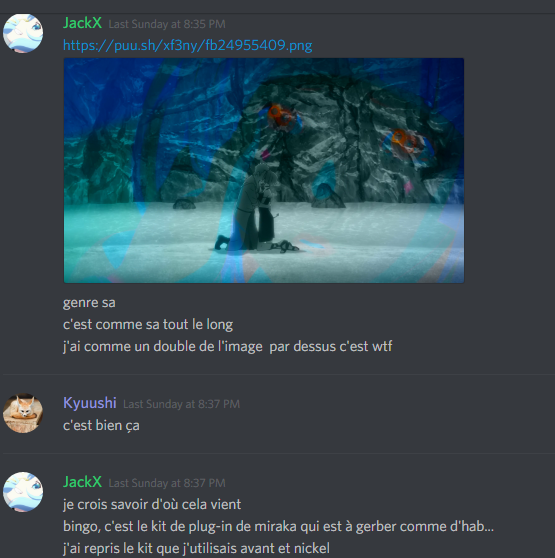 JackX Last Sunday at 8:35 PM
https://puu.sh/xf3ny/fb24955409.png
genre sa
c'est comme sa tout le long
j'ai comme un double de l'image par dessus c'est wtf
Kyuushi Last Sunday at 8:37 PM
c'est bien ça
JackX Last Sunday at 8:37 PM
je crois savoir d'où cela vient
bingo, c'est le kit de plug-in de miraka qui est à gerber comme d'hab...
j'ai repris le kit que j'utilisais avant et nickel